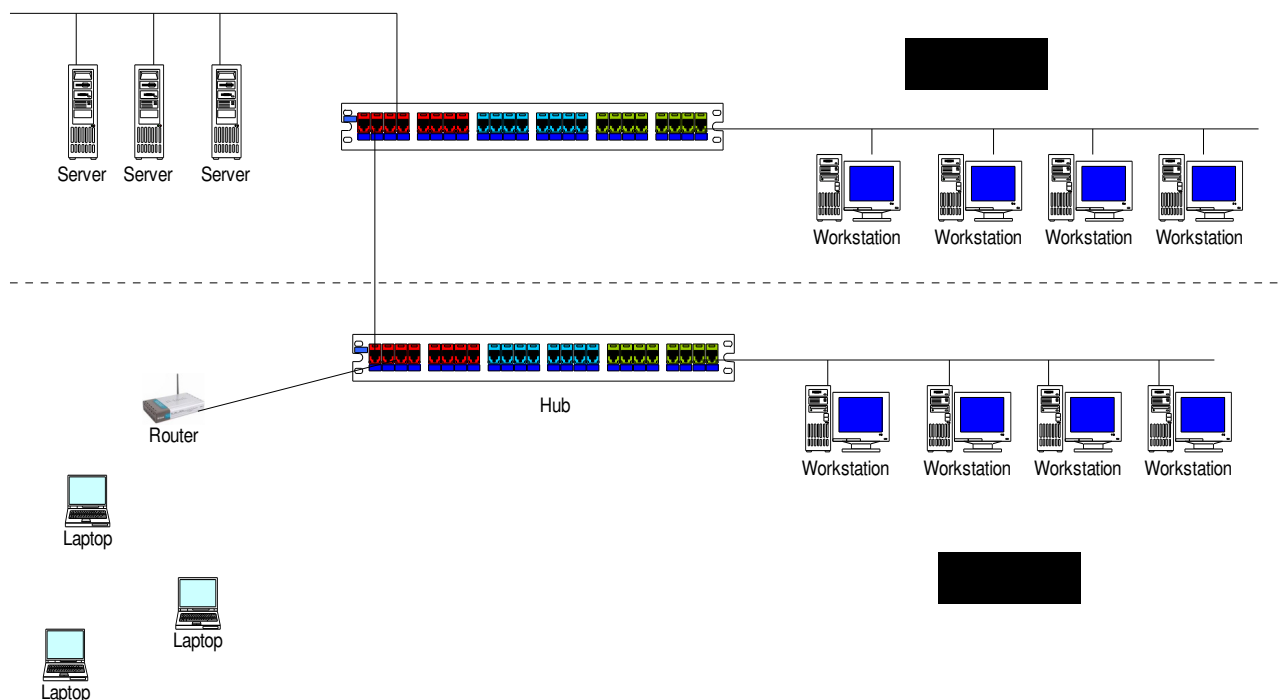 Server
Server
Server
Workstation
Workstation
Workstation
Workstation
Hub
Router
Workstation
Workstation
Workstation
Workstation
Laptop
Laptop
Laptop